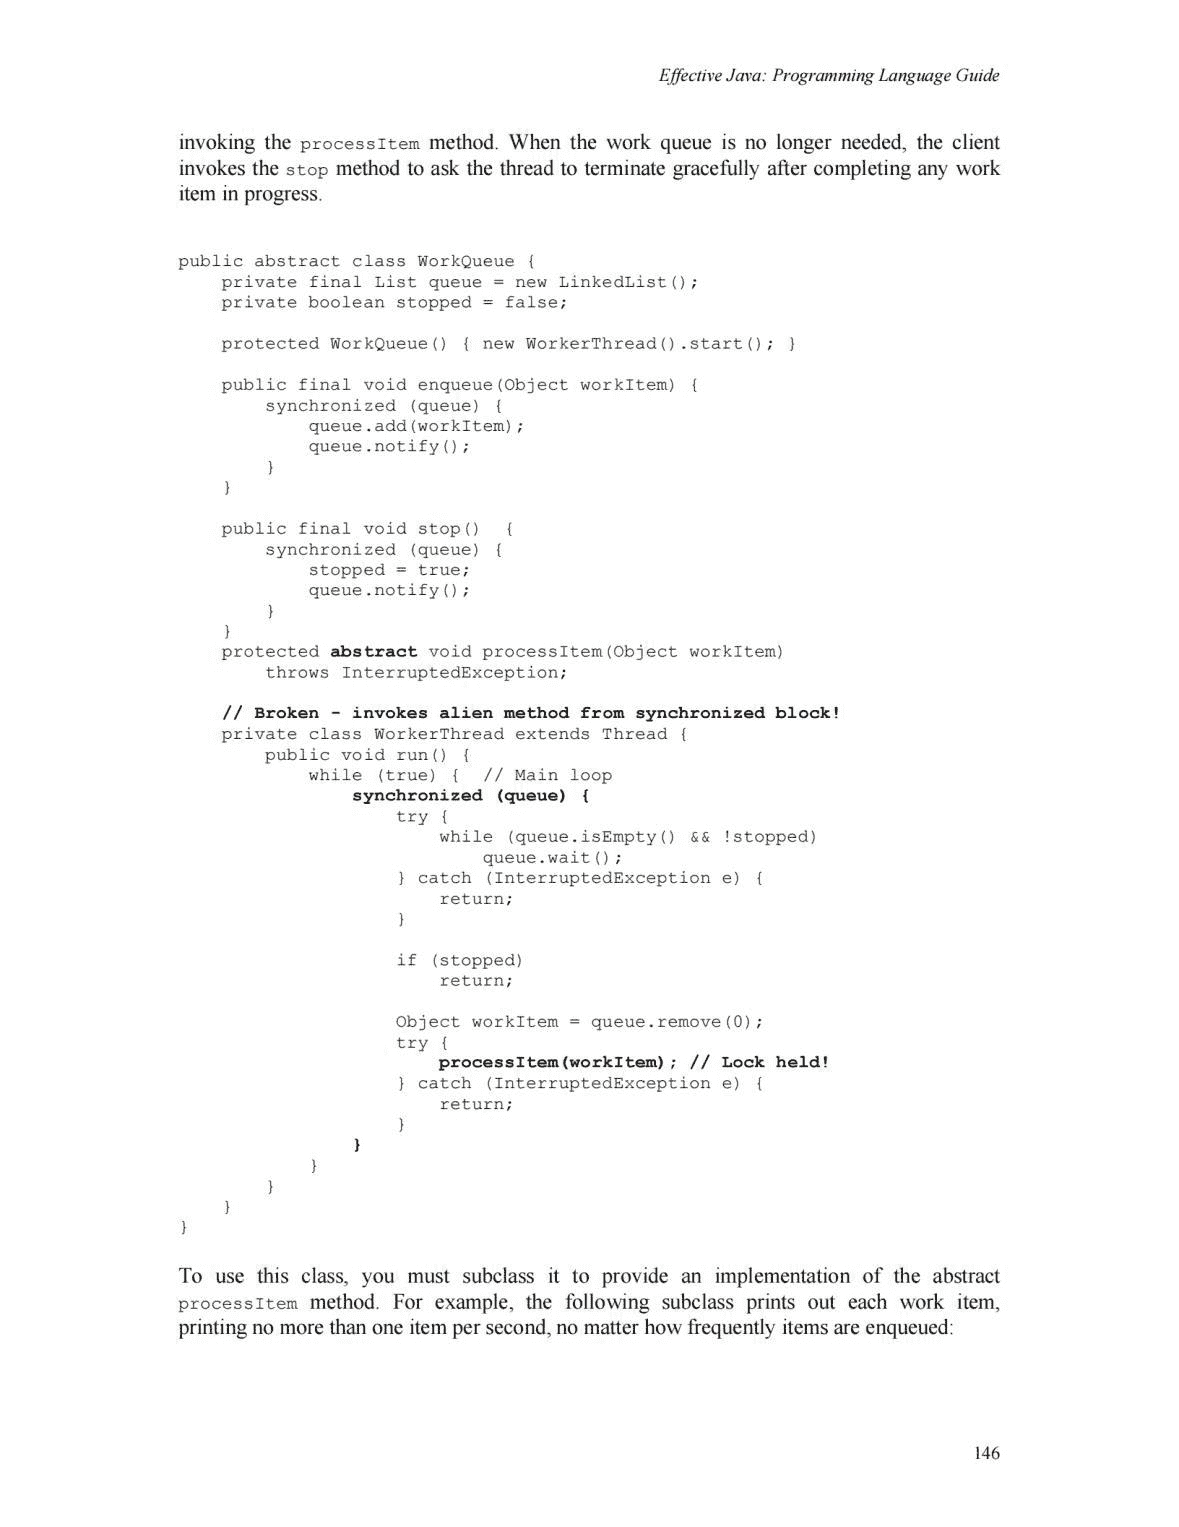 Effective Java: Programming Language Guide
invoking the processItem method. When the work queue is no longer needed, the client
invokes the stop method to ask the thread to terminate gracefully after completing any work
item in progress.
public abstract class WorkQueue {
    private final List queue = new LinkedList();
    private boolean stopped = false;

    protected WorkQueue() { new WorkerThread().start(); }

    public final void enqueue(Object workItem) {
        synchronized (queue) {
            queue.add(workItem);
            queue.notify();
        }
    }

    public final void stop()  {
        synchronized (queue) {
            stopped = true;
            queue.notify();
        }
    }
    protected abstract void processItem(Object workItem)
        throws InterruptedException;

    // Broken - invokes alien method from synchronized block!
    private class WorkerThread extends Thread {
        public void run() {
            while (true) {  // Main loop
                synchronized (queue) {
                    try {
                        while (queue.isEmpty() && !stopped)
                            queue.wait();
                    } catch (InterruptedException e) {
                        return;
                    }

                    if (stopped)
                        return;

                    Object workItem = queue.remove(0);
                    try {
                        processItem(workItem); // Lock held!
                    } catch (InterruptedException e) {
                        return;
                    }
                }
            }
        }
    }
}
To use this class, you must subclass it to provide an implementation of the abstract
processItem method. For example, the following subclass prints out each work item,
printing no more than one item per second, no matter how frequently items are enqueued:
146